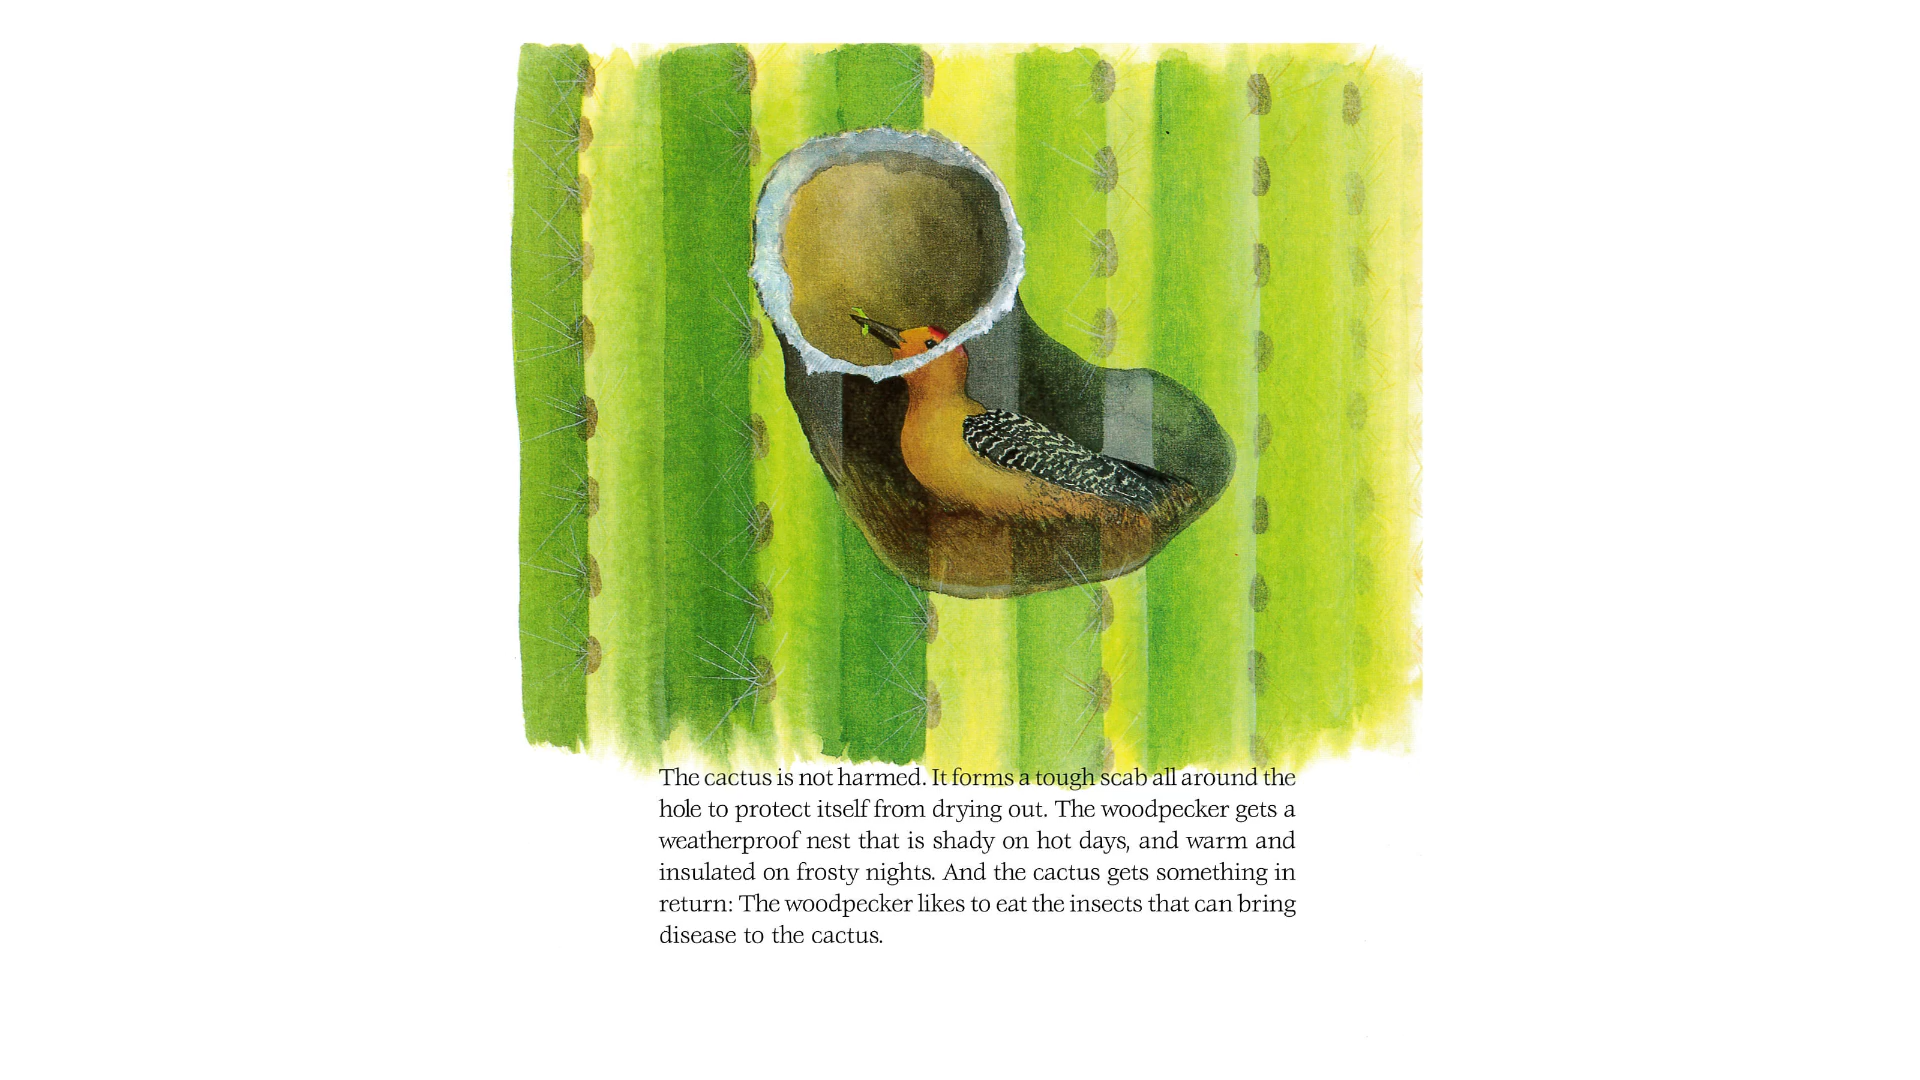 The cactus is not harmed. It forms a tough scab all around the
hole to protect itself from drying out. The woodpecker gets a
weatherproof nest that is shady on hot days, and warm and
insulated on frosty nights. And the cactus gets something in
return: The woodpecker likes to eat the insects that can bring
disease to the cactus.